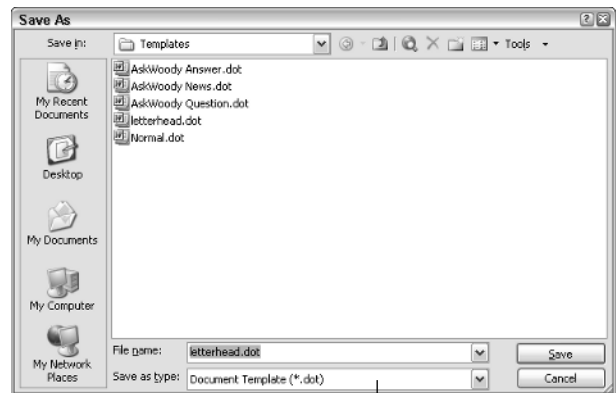 Save As
Save in:
Templates
Tools
My Recent
Documents
Desktop
My Documents
My Computer
My Network
Places
AskWoody Answer.dot
AskWoody News.dot
AskWoody Question.dot
letterhead.dot
Normal.dot
File name:
letterhead.dot
Save
Save as type:
Document Template (*.dot)
Cancel